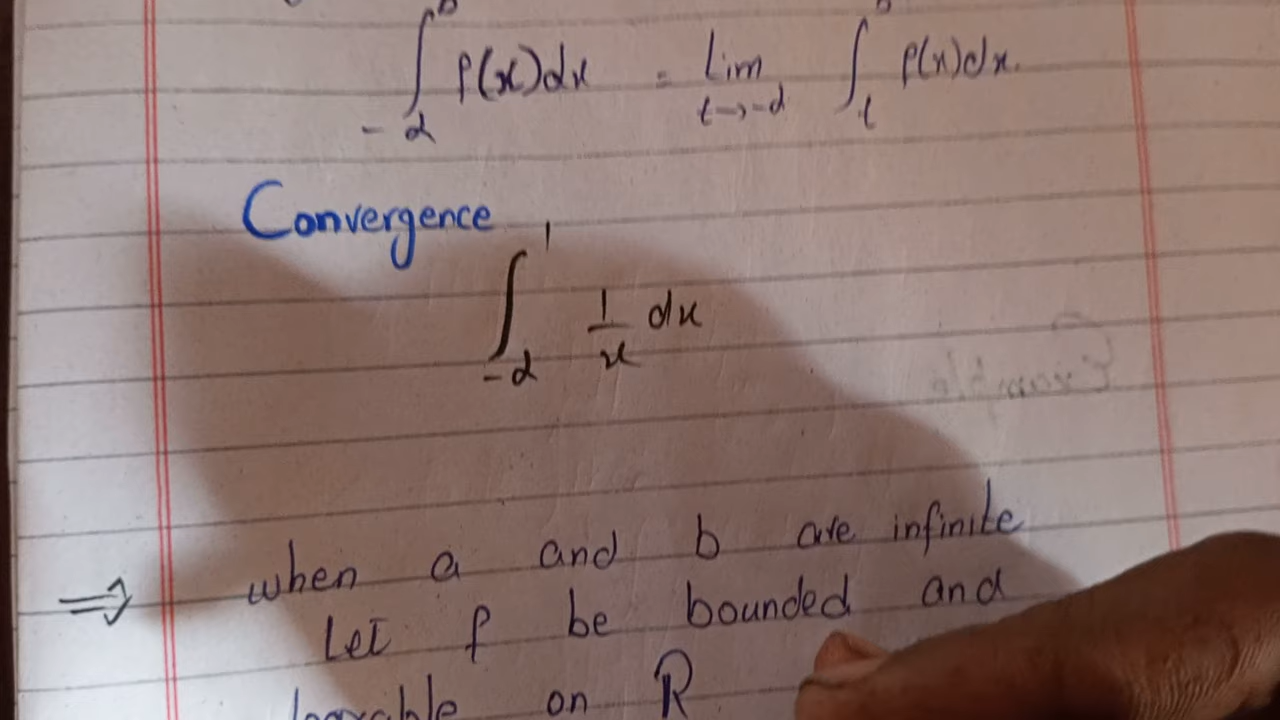 ∫_{-α}^{b} f(x)dx = lim_{t→-α} ∫_{t}^{b} f(x)dx.
Convergence
∫_{-α}^{1} 1/x dx
⇒ when a and b are infinite
Let f be bounded and
on R